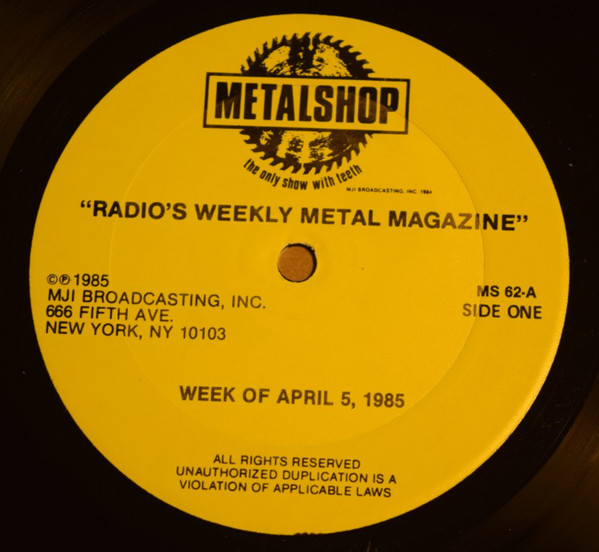 METALSHOP
the only show with teeth
MJI BROADCASTING, INC. 1984
“RADIO’S WEEKLY METAL MAGAZINE”
©℗ 1985
MJI BROADCASTING, INC.
666 FIFTH AVE.
NEW YORK, NY 10103
MS 62-A
SIDE ONE
WEEK OF APRIL 5, 1985
ALL RIGHTS RESERVED
UNAUTHORIZED DUPLICATION IS A
VIOLATION OF APPLICABLE LAWS